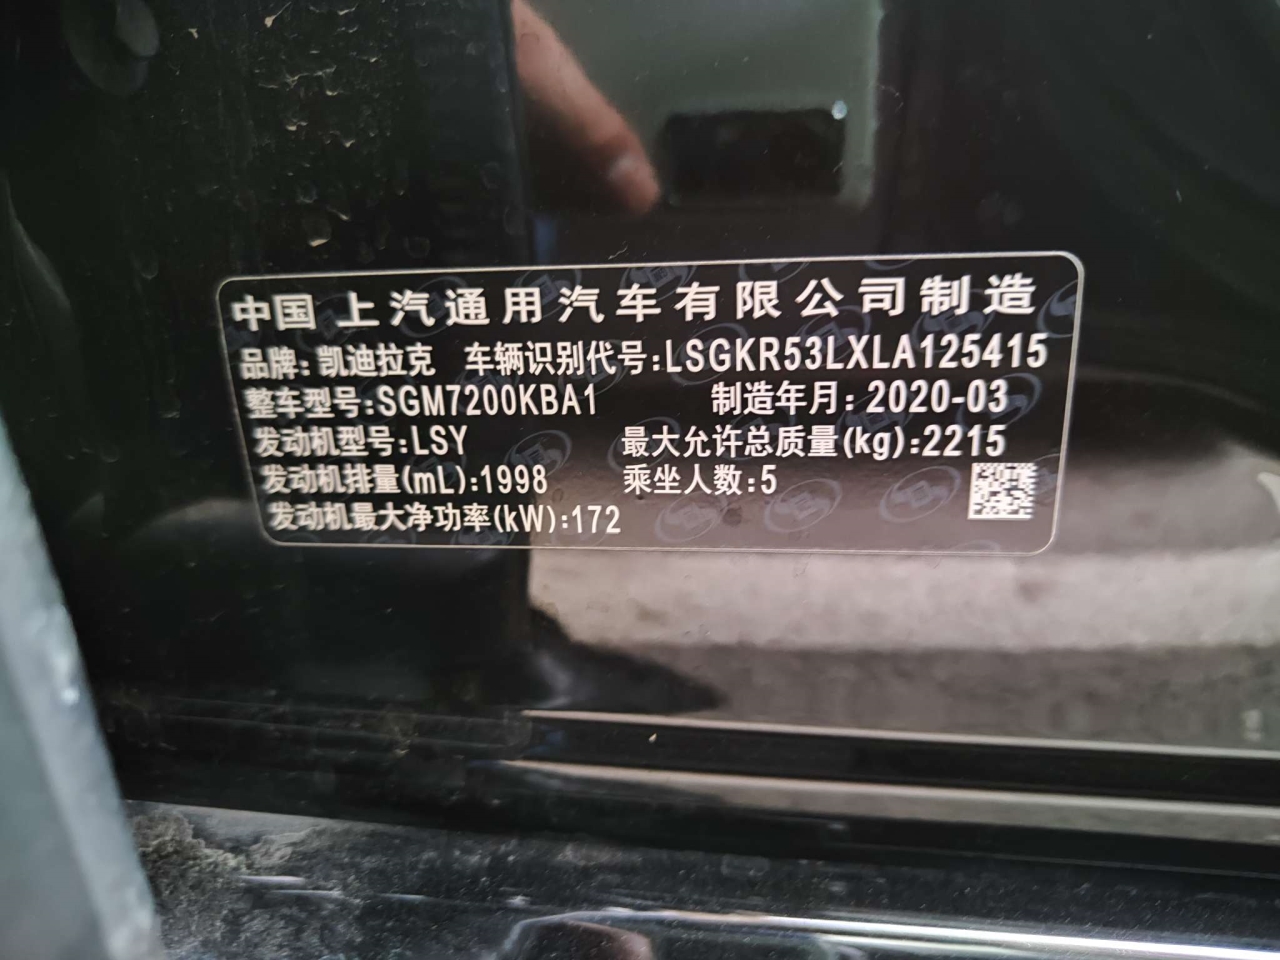 中国 上汽通用汽车有限公司制造
品牌: 凯迪拉克 车辆识别代号:LSGKR53LXLA125415
整车型号:SGM7200KBA1 制造年月: 2020-03
发动机型号:LSY 最大允许总质量(kg):2215
发动机排量(mL):1998 乘坐人数:5
发动机最大净功率(kW):172